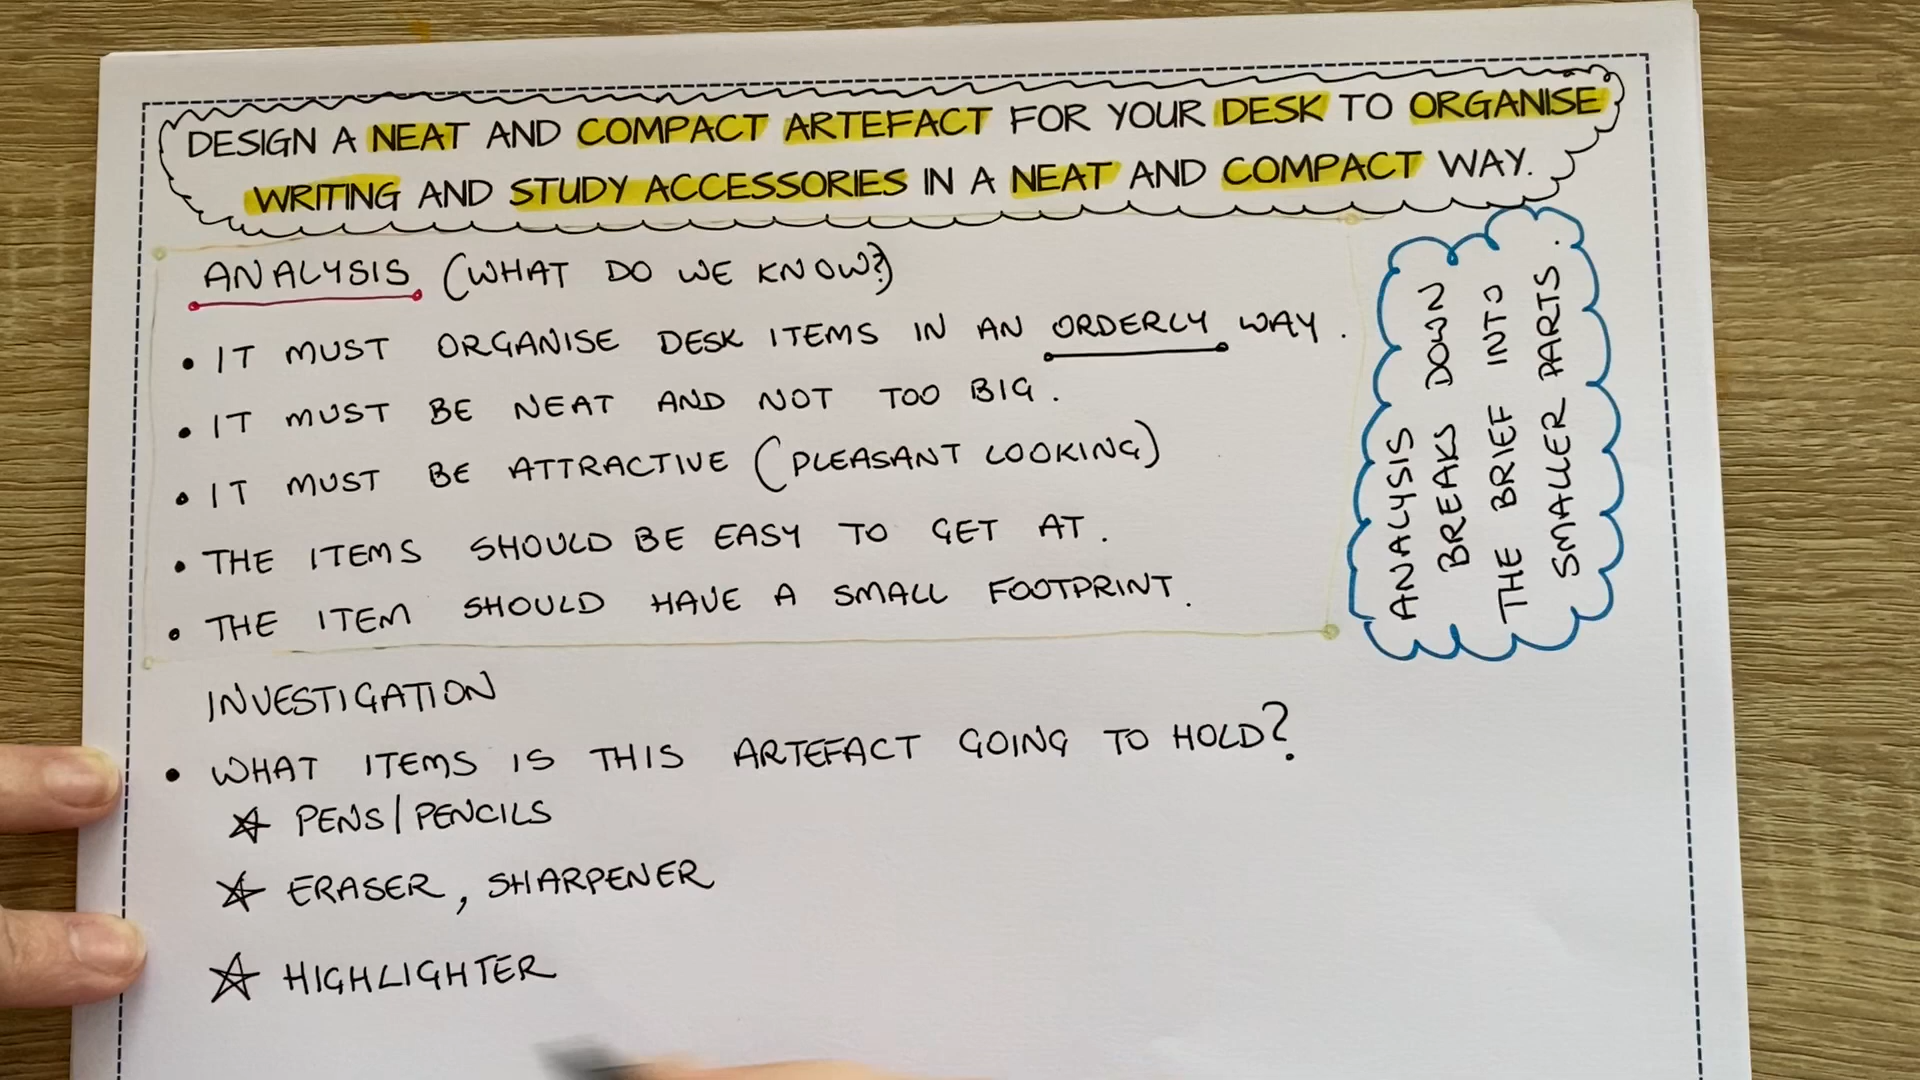 DESIGN A NEAT AND COMPACT ARTEFACT FOR YOUR DESK TO ORGANISE
WRITING AND STUDY ACCESSORIES IN A NEAT AND COMPACT WAY.
ANALYSIS (WHAT DO WE KNOW?)
• IT MUST ORGANISE DESK ITEMS IN AN ORDERLY WAY.
• IT MUST BE NEAT AND NOT TOO BIG.
• IT MUST BE ATTRACTIVE (PLEASANT LOOKING)
• THE ITEMS SHOULD BE EASY TO GET AT.
• THE ITEM SHOULD HAVE A SMALL FOOTPRINT.
ANALYSIS
BREAKS DOWN
THE BRIEF INTO
SMALLER PARTS.
INVESTIGATION
• WHAT ITEMS IS THIS ARTEFACT GOING TO HOLD?
☆ PENS/PENCILS
☆ ERASER, SHARPENER
☆ HIGHLIGHTER